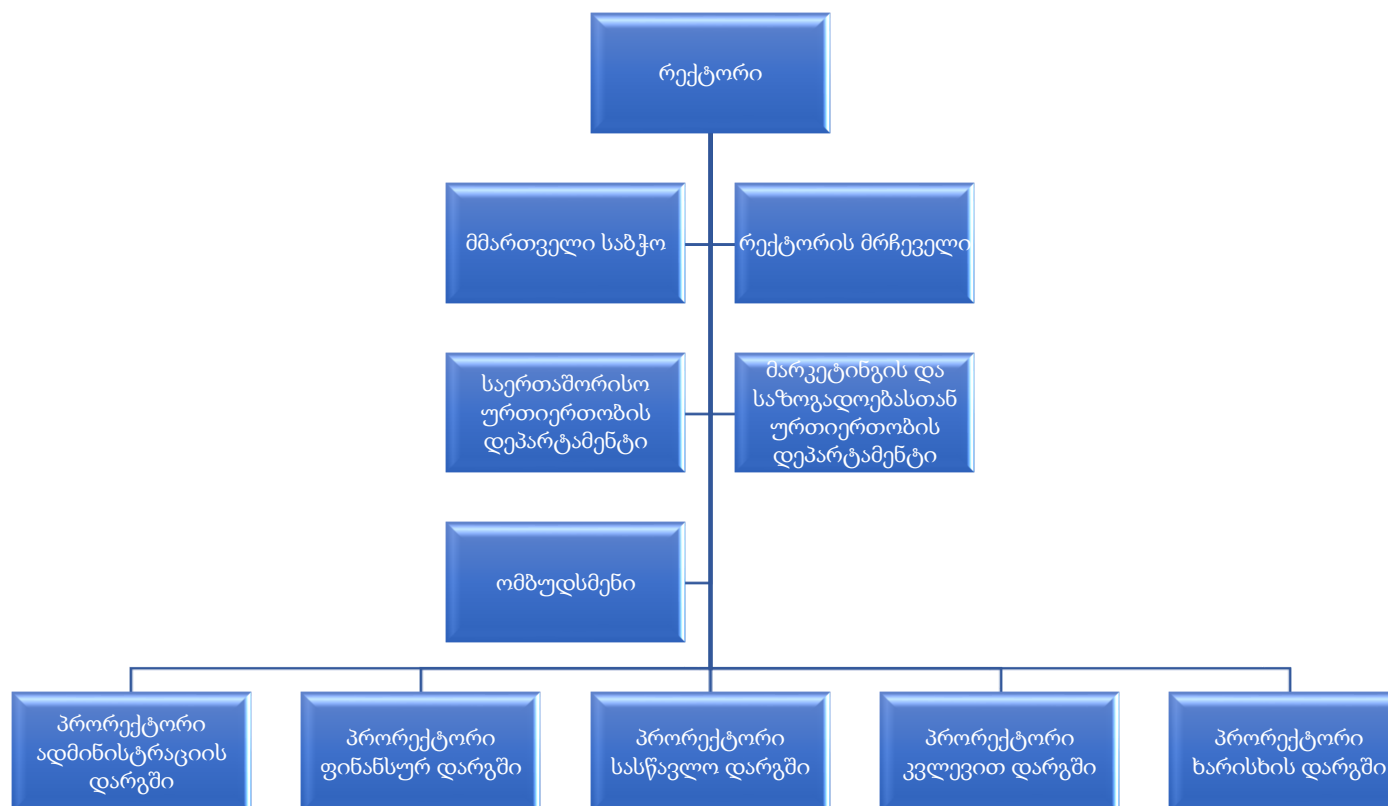 რექტორი
მმართველი საბჭო
რექტორის მრჩეველი
საერთაშორისო
ურთიერთობის
დეპარტამენტი
მარკეტინგის და
საზოგადოებასთან
ურთიერთობის
დეპარტამენტი
ომბუდსმენი
პრორექტორი
ადმინისტრაციის
დარგში
პრორექტორი
ფინანსურ დარგში
პრორექტორი
სასწავლო დარგში
პრორექტორი
კვლევით დარგში
პრორექტორი
ხარისხის დარგში